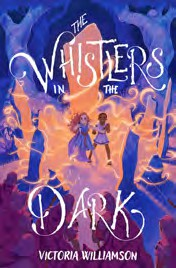 THE
WHISTLERS
IN THE
DARK
VICTORIA WILLIAMSON